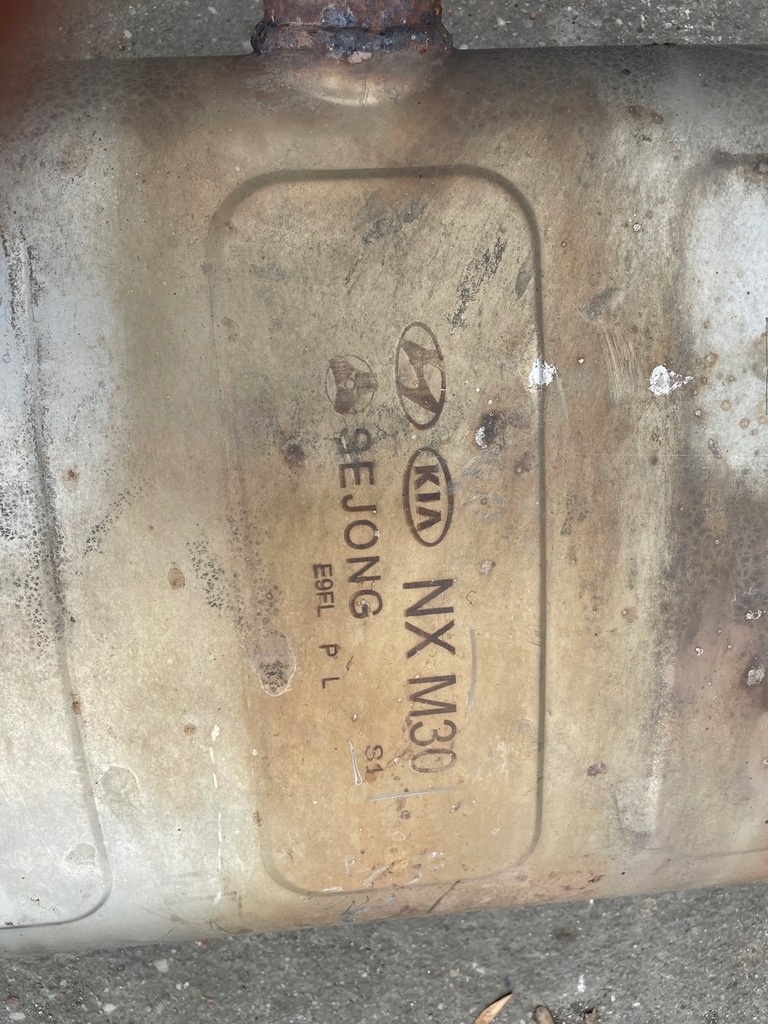 KIA NX M30
SEJONG S1
E9FL P L